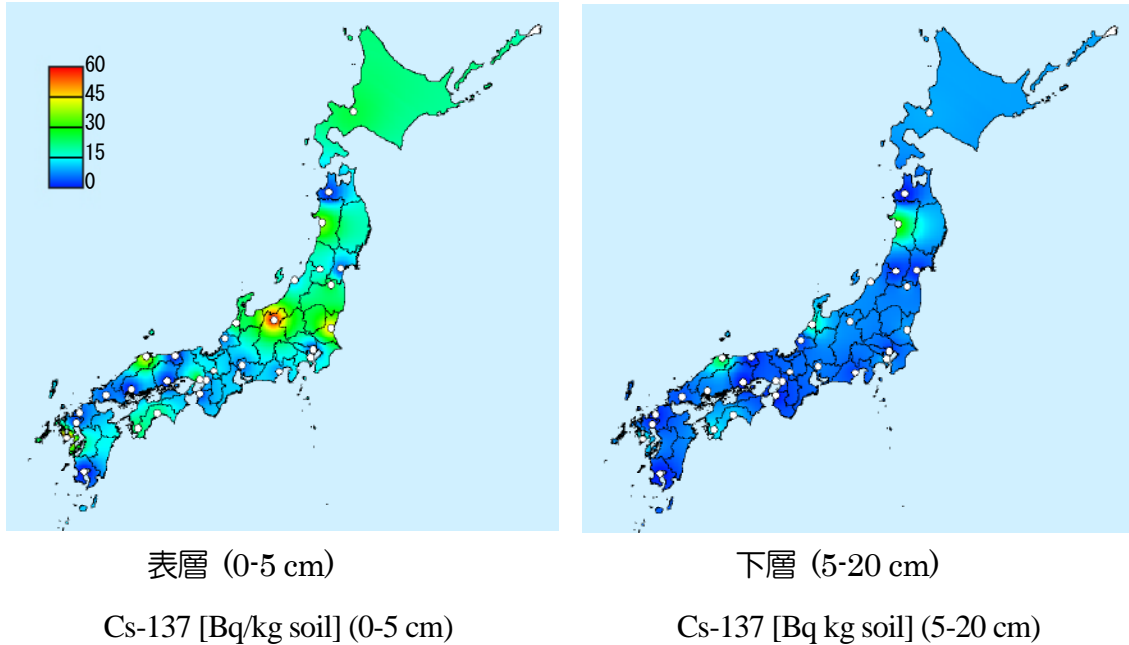 60
45
30
15
0
表層 (0-5 cm)
下層 (5-20 cm)
Cs-137 [Bq/kg soil] (0-5 cm)
Cs-137 [Bq kg soil] (5-20 cm)